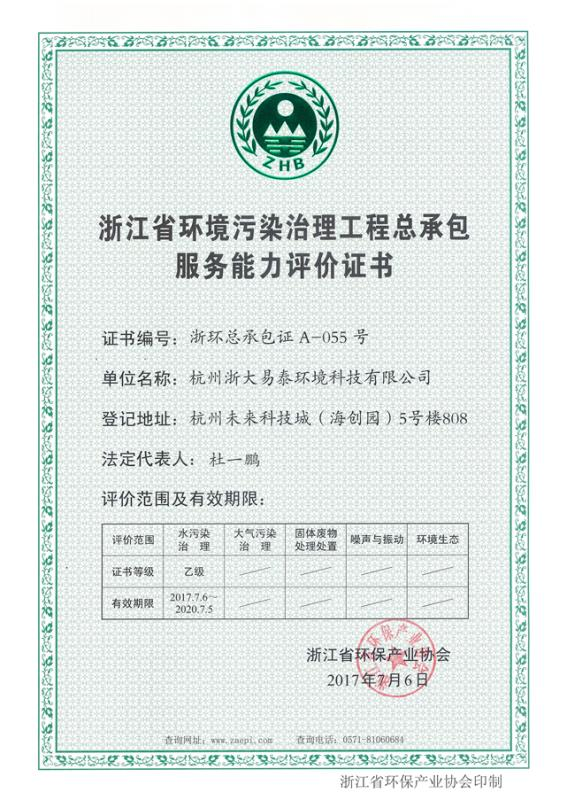 ZHB
浙江省环境污染治理工程总承包
服务能力评价证书
证书编号：浙环总承包证 A-055 号
单位名称：杭州浙大易泰环境科技有限公司
登记地址：杭州未来科技城（海创园）5号楼808
法定代表人：杜一鹏
评价范围及有效期限：
评价范围 水污染治理 大气污染治理 固体废物处理处置 噪声与振动 环境生态
证书等级 乙级
有效期限 2017.7.6～2020.7.5
浙江省环保产业协会
2017年7月6日
浙江省环保产业协会
查询网址：www.zaepi.com 查询电话：0571-81060684
浙江省环保产业协会印制